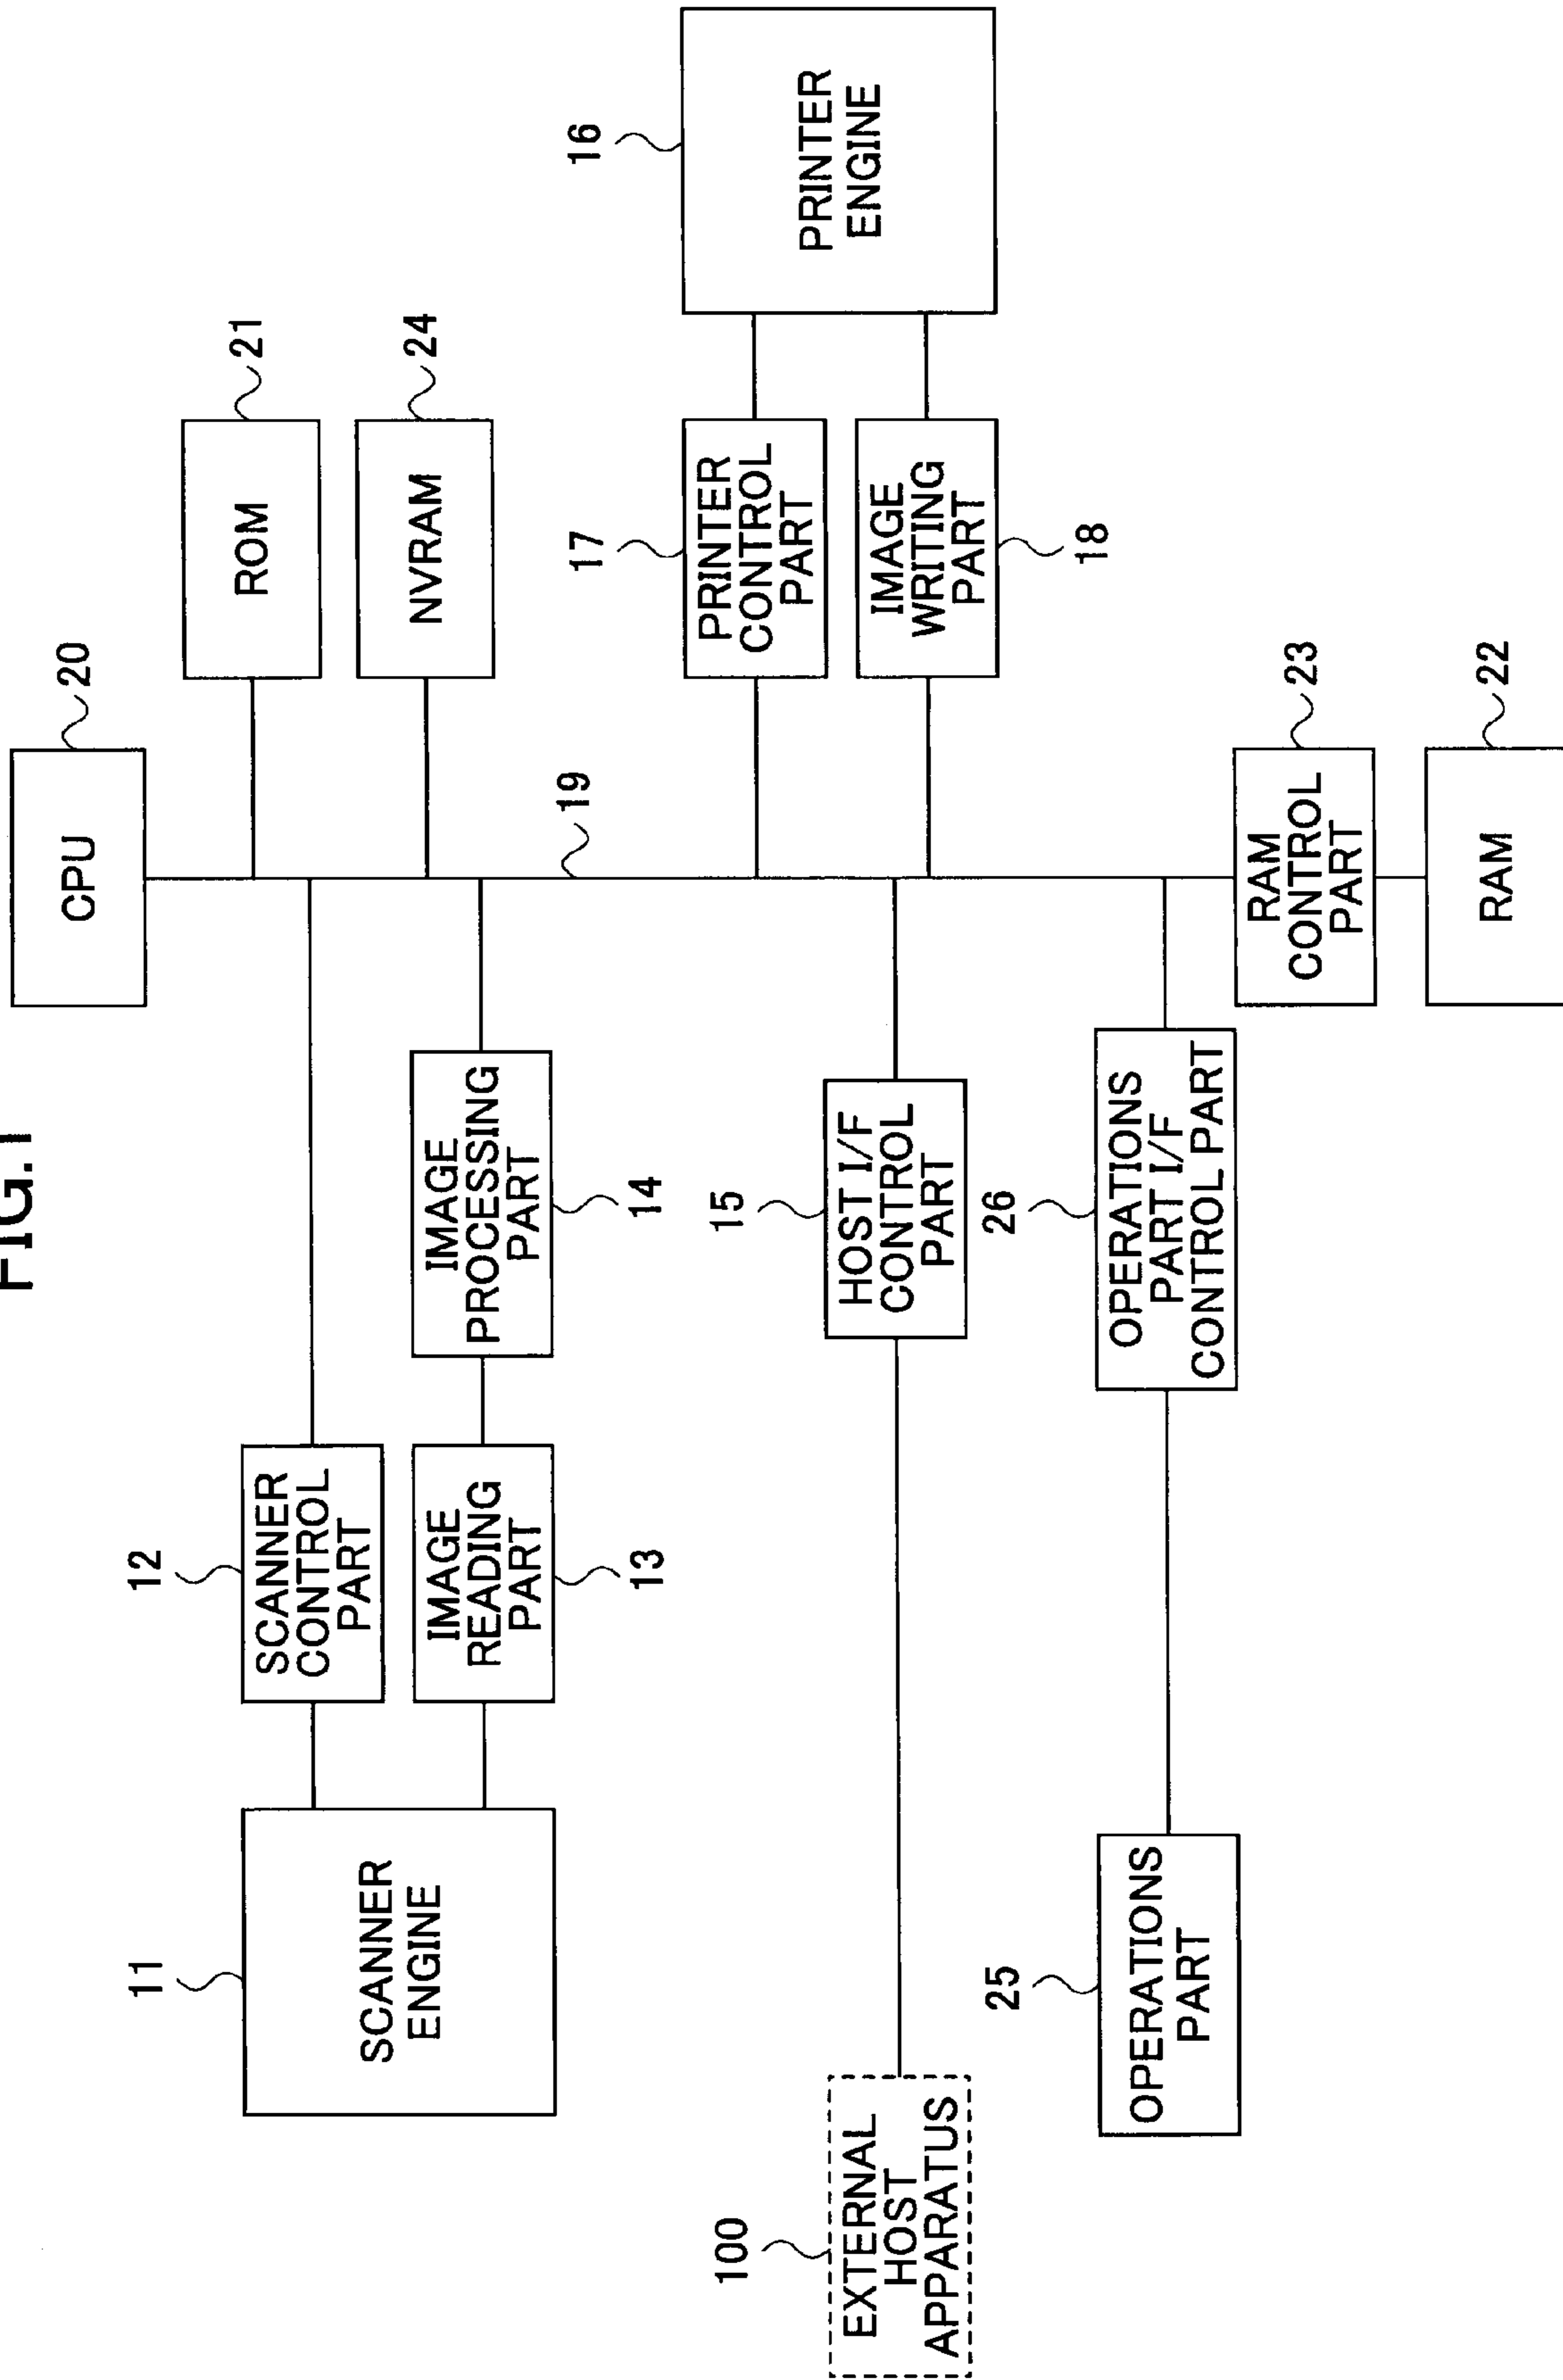 FIG.1
CPU
20
ROM
21
NVRAM
24
19
11
SCANNER
ENGINE
12
SCANNER
CONTROL
PART
IMAGE
READING
PART
13
IMAGE
PROCESSING
PART
14
16
PRINTER
ENGINE
17
PRINTER
CONTROL
PART
IMAGE
WRITING
PART
18
100
EXTERNAL
HOST
APPARATUS
15
HOST I/F
CONTROL
PART
25
OPERATIONS
PART
26
OPERATIONS
PART I/F
CONTROL PART
RAM
CONTROL
PART
23
RAM
22